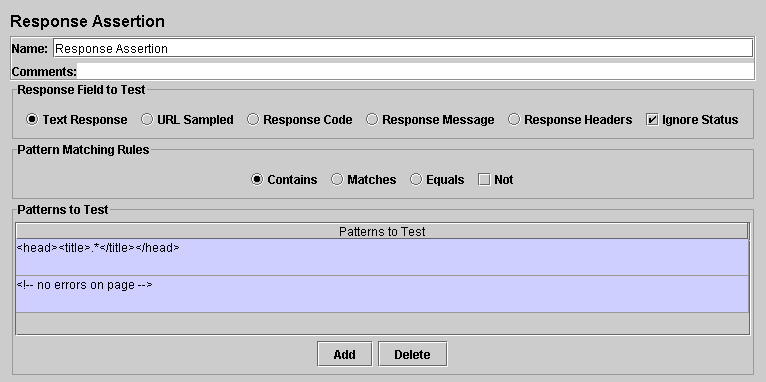 Response Assertion
Name: Response Assertion
Comments:
Response Field to Test
Text Response URL Sampled Response Code Response Message Response Headers Ignore Status
Pattern Matching Rules
Contains Matches Equals Not
Patterns to Test
Patterns to Test
<head><title>.*</title></head>
<!-- no errors on page -->
Add Delete